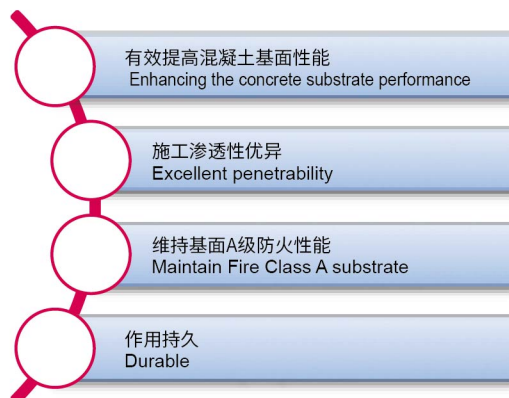 有效提高混凝土基面性能
Enhancing the concrete substrate performance
施工渗透性优异
Excellent penetrability
维持基面A级防火性能
Maintain Fire Class A substrate
作用持久
Durable